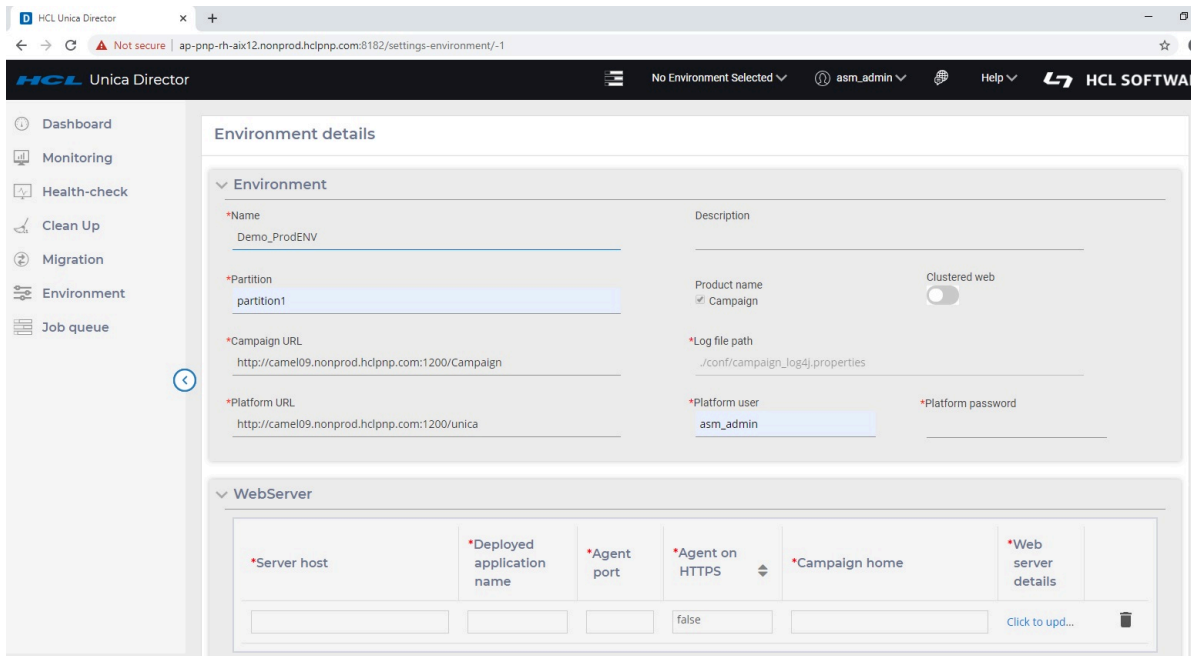 HCL Unica Director
Not secure | ap-pnp-rh-aix12.nonprod.hclpnp.com:8182/settings-environment/-1
HCL Unica Director No Environment Selected asm_admin Help HCL SOFTWA
Dashboard
Monitoring
Health-check
Clean Up
Migration
Environment
Job queue
Environment details
Environment
*Name Description
Demo_ProdENV
*Partition Product name Clustered web
partition1 Campaign
*Campaign URL *Log file path
http://camel09.nonprod.hclpnp.com:1200/Campaign ./conf/campaign_log4j.properties
*Platform URL *Platform user *Platform password
http://camel09.nonprod.hclpnp.com:1200/unica asm_admin
WebServer
*Server host *Deployed application name *Agent port *Agent on HTTPS *Campaign home *Web server details
false Click to upd...